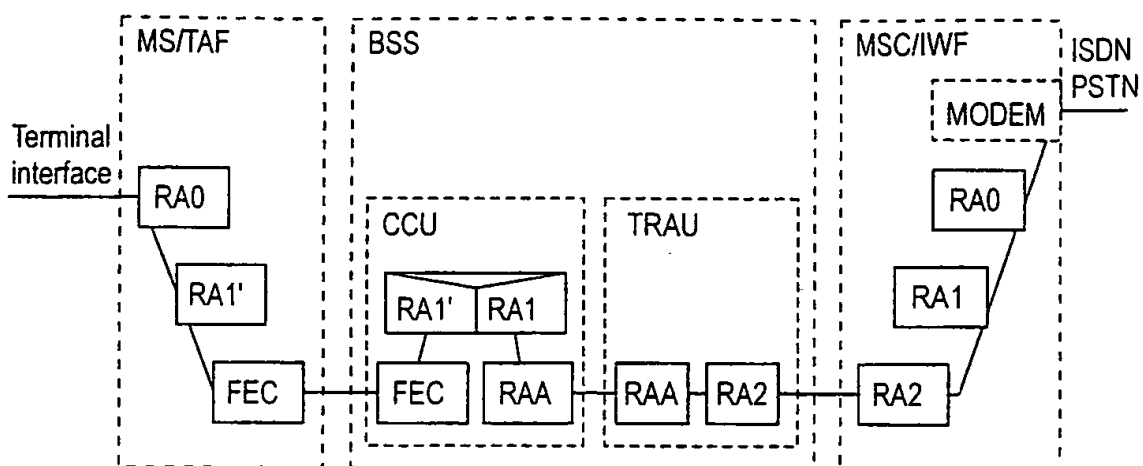 MS/TAF
BSS
MSC/IWF
ISDN
PSTN
MODEM
Terminal
interface
RA0
RA0
CCU
TRAU
RA1'
RA1'
RA1
RA1
FEC
FEC
RAA
RAA
RA2
RA2